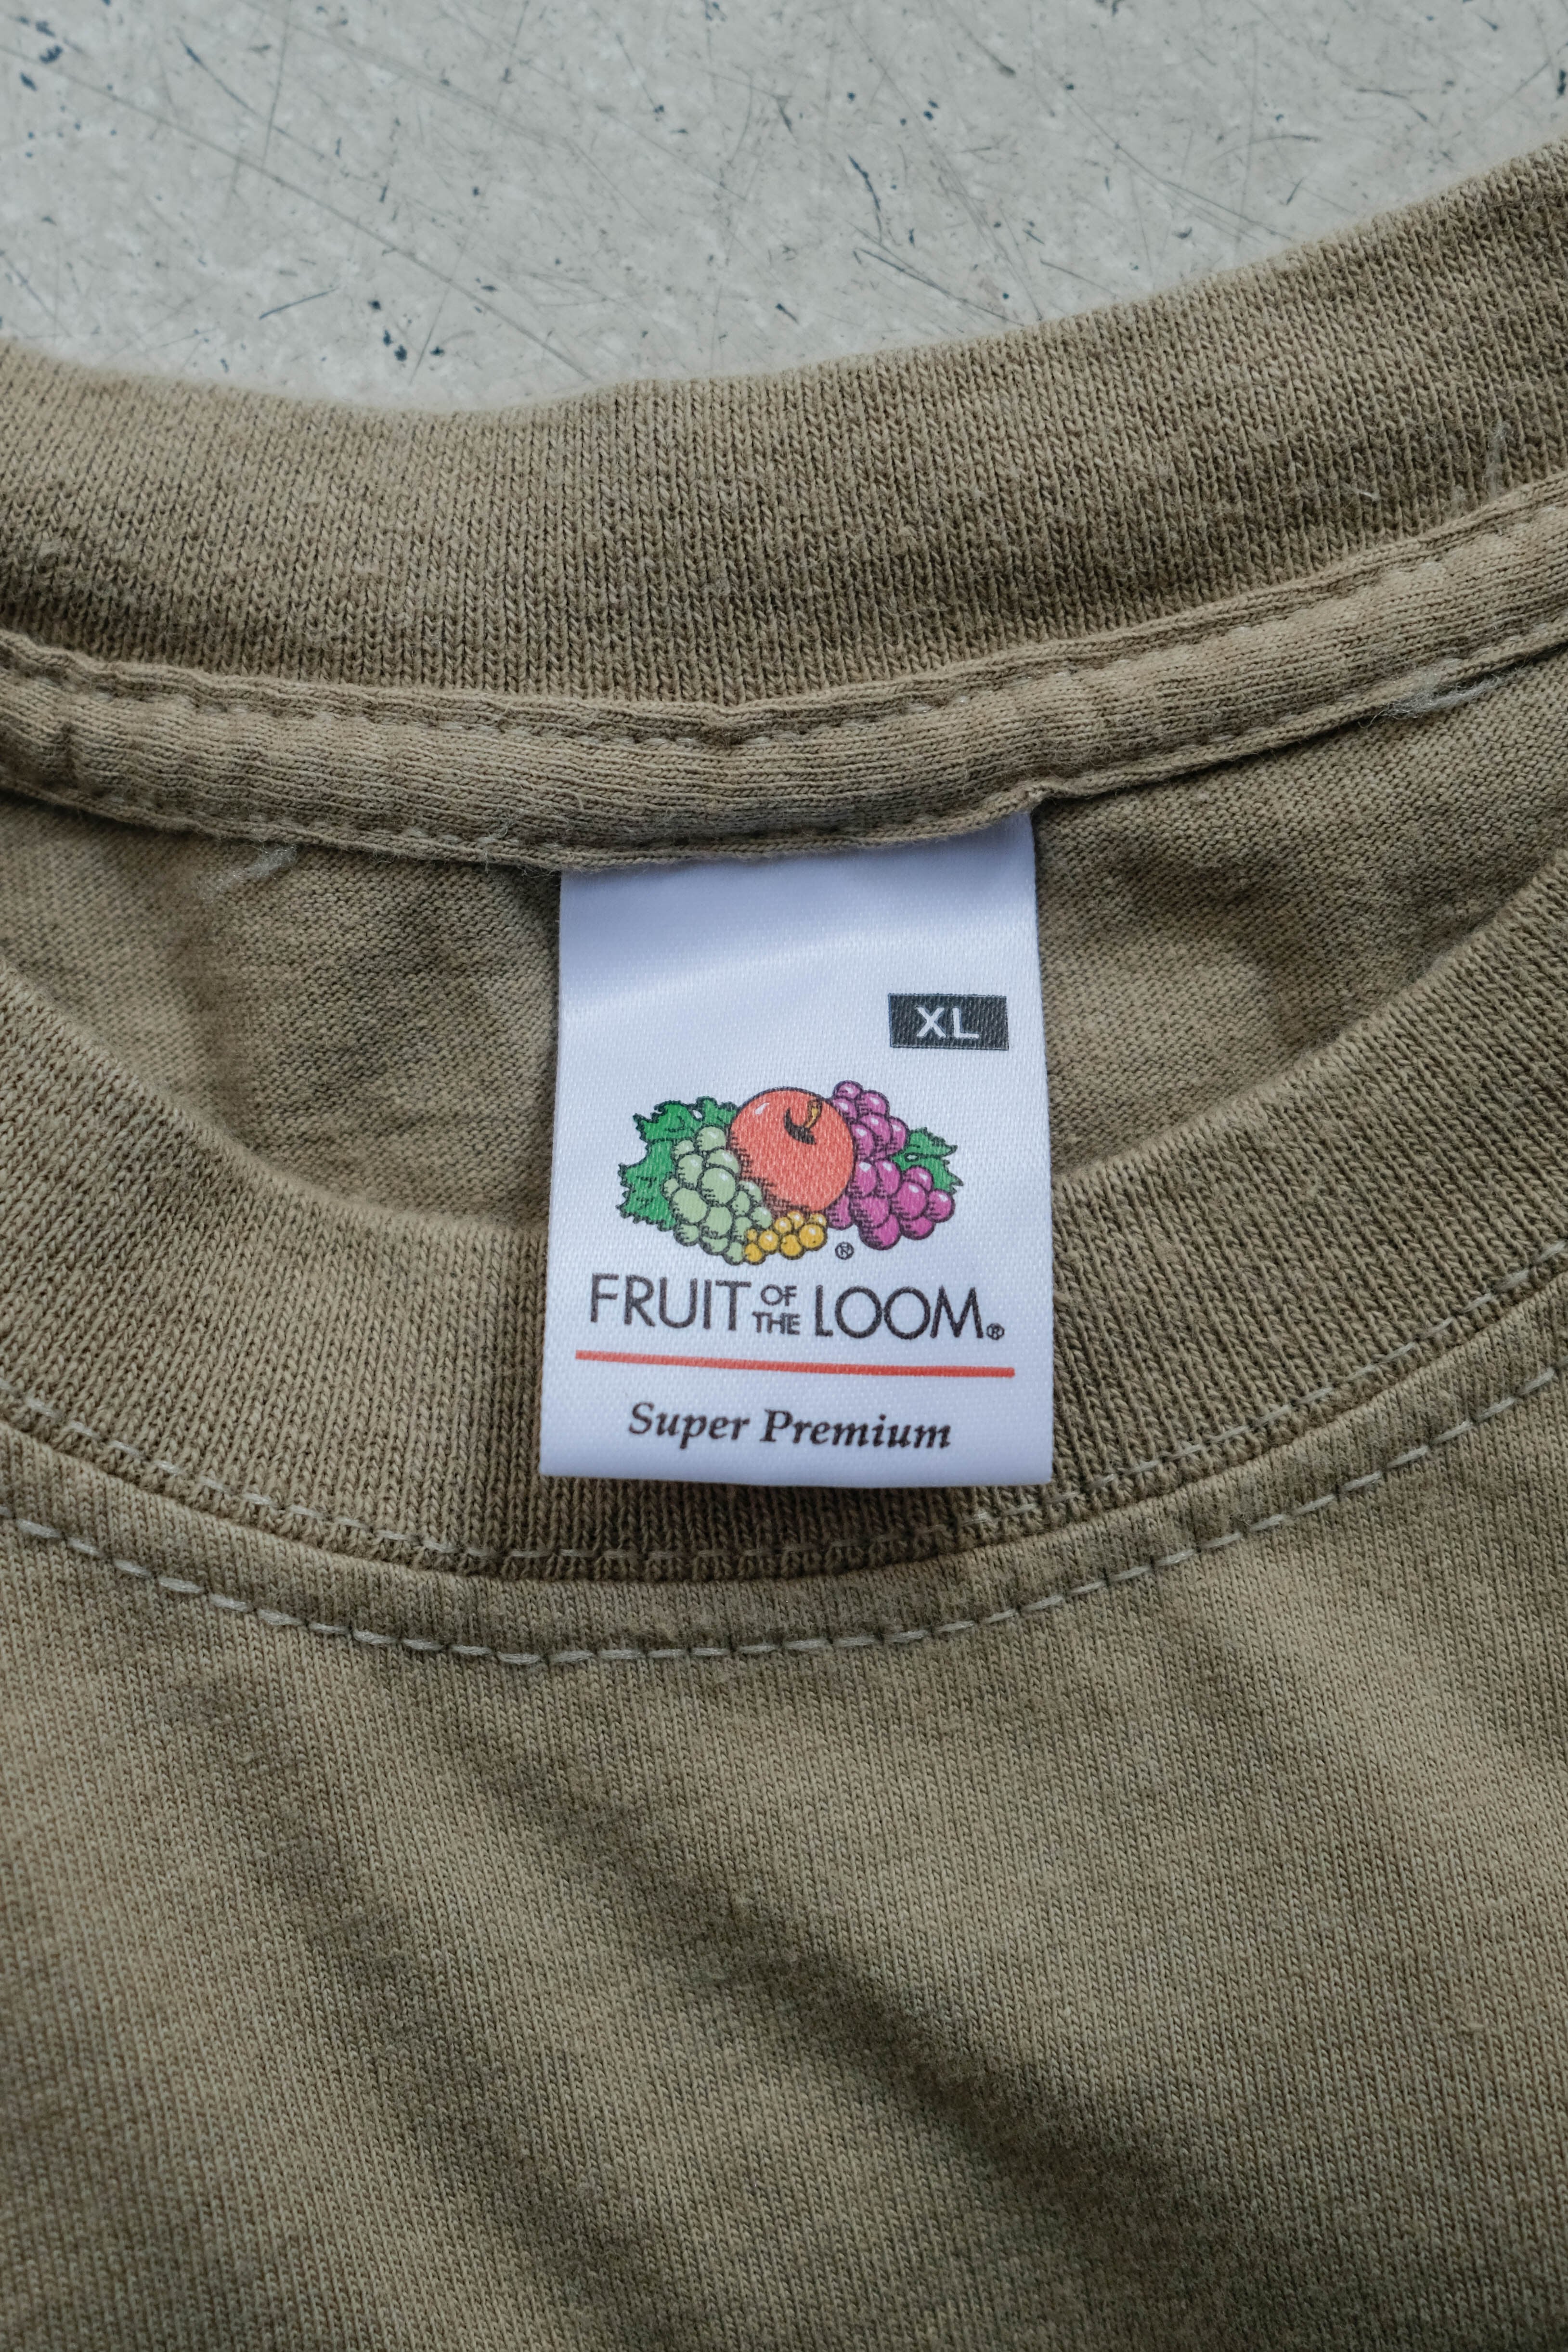 XL
®
FRUIT OF THE LOOM®
Super Premium